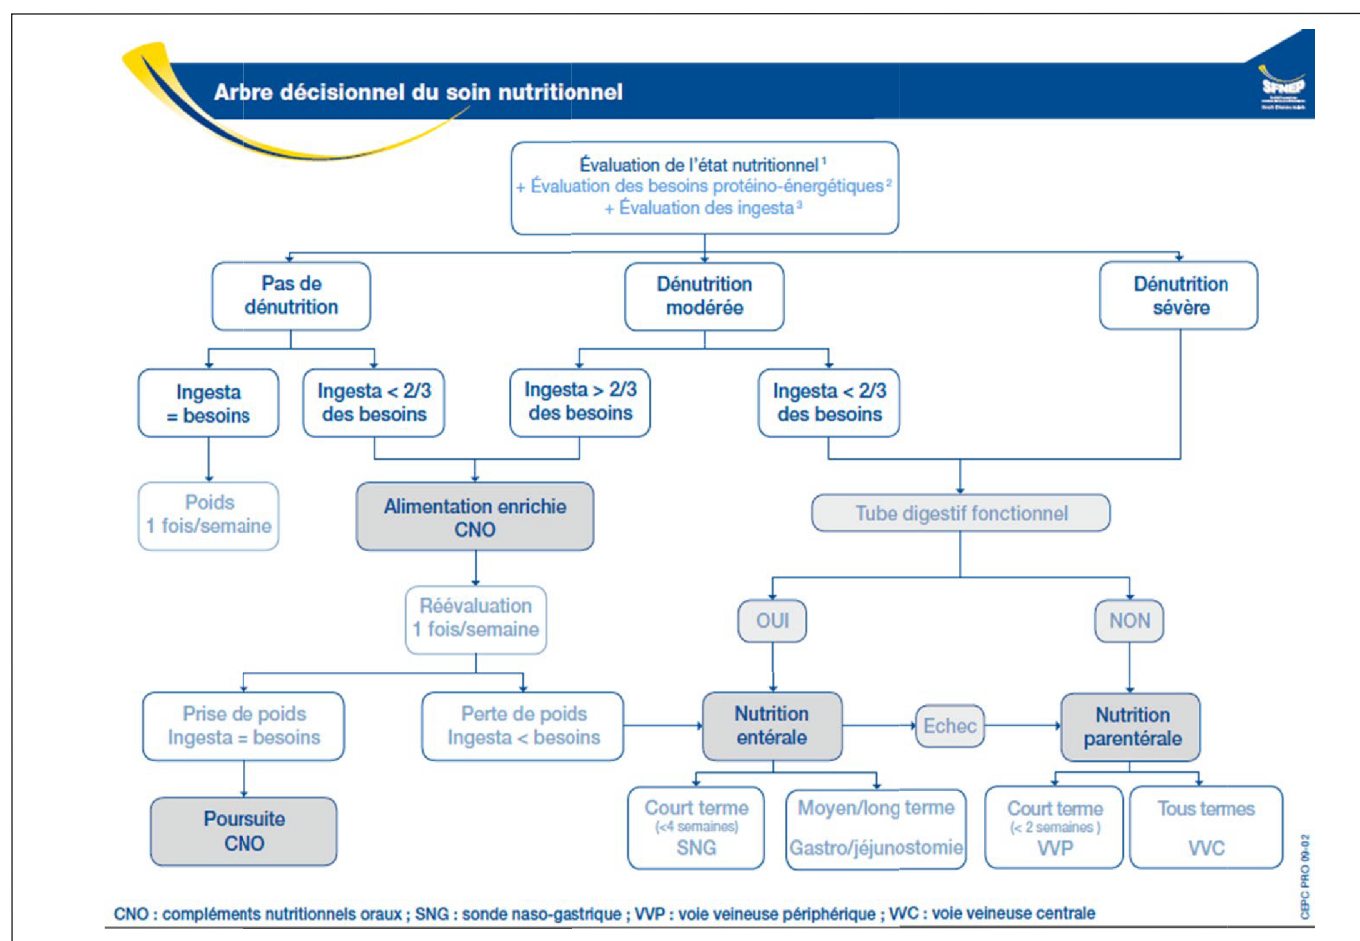 Arbre décisionnel du soin nutritionnel
SFNEP
Évaluation de l'état nutritionnel ¹
+ Évaluation des besoins protéino-énergétiques ²
+ Évaluation des ingesta ³
Pas de
dénutrition
Dénutrition
modérée
Dénutrition
sévère
Ingesta
= besoins
Ingesta < 2/3
des besoins
Ingesta > 2/3
des besoins
Ingesta < 2/3
des besoins
Poids
1 fois/semaine
Alimentation enrichie
CNO
Tube digestif fonctionnel
Réévaluation
1 fois/semaine
OUI
NON
Prise de poids
Ingesta = besoins
Perte de poids
Ingesta < besoins
Nutrition
entérale
Echec
Nutrition
parentérale
Poursuite
CNO
Court terme
(<4 semaines)
SNG
Moyen/long terme
Gastro/jéjunostomie
Court terme
(< 2 semaines )
VVP
Tous termes
VVC
CEPC PRO 09-02
CNO : compléments nutritionnels oraux ; SNG : sonde naso-gastrique ; VVP : voie veineuse périphérique ; VVC : voie veineuse centrale